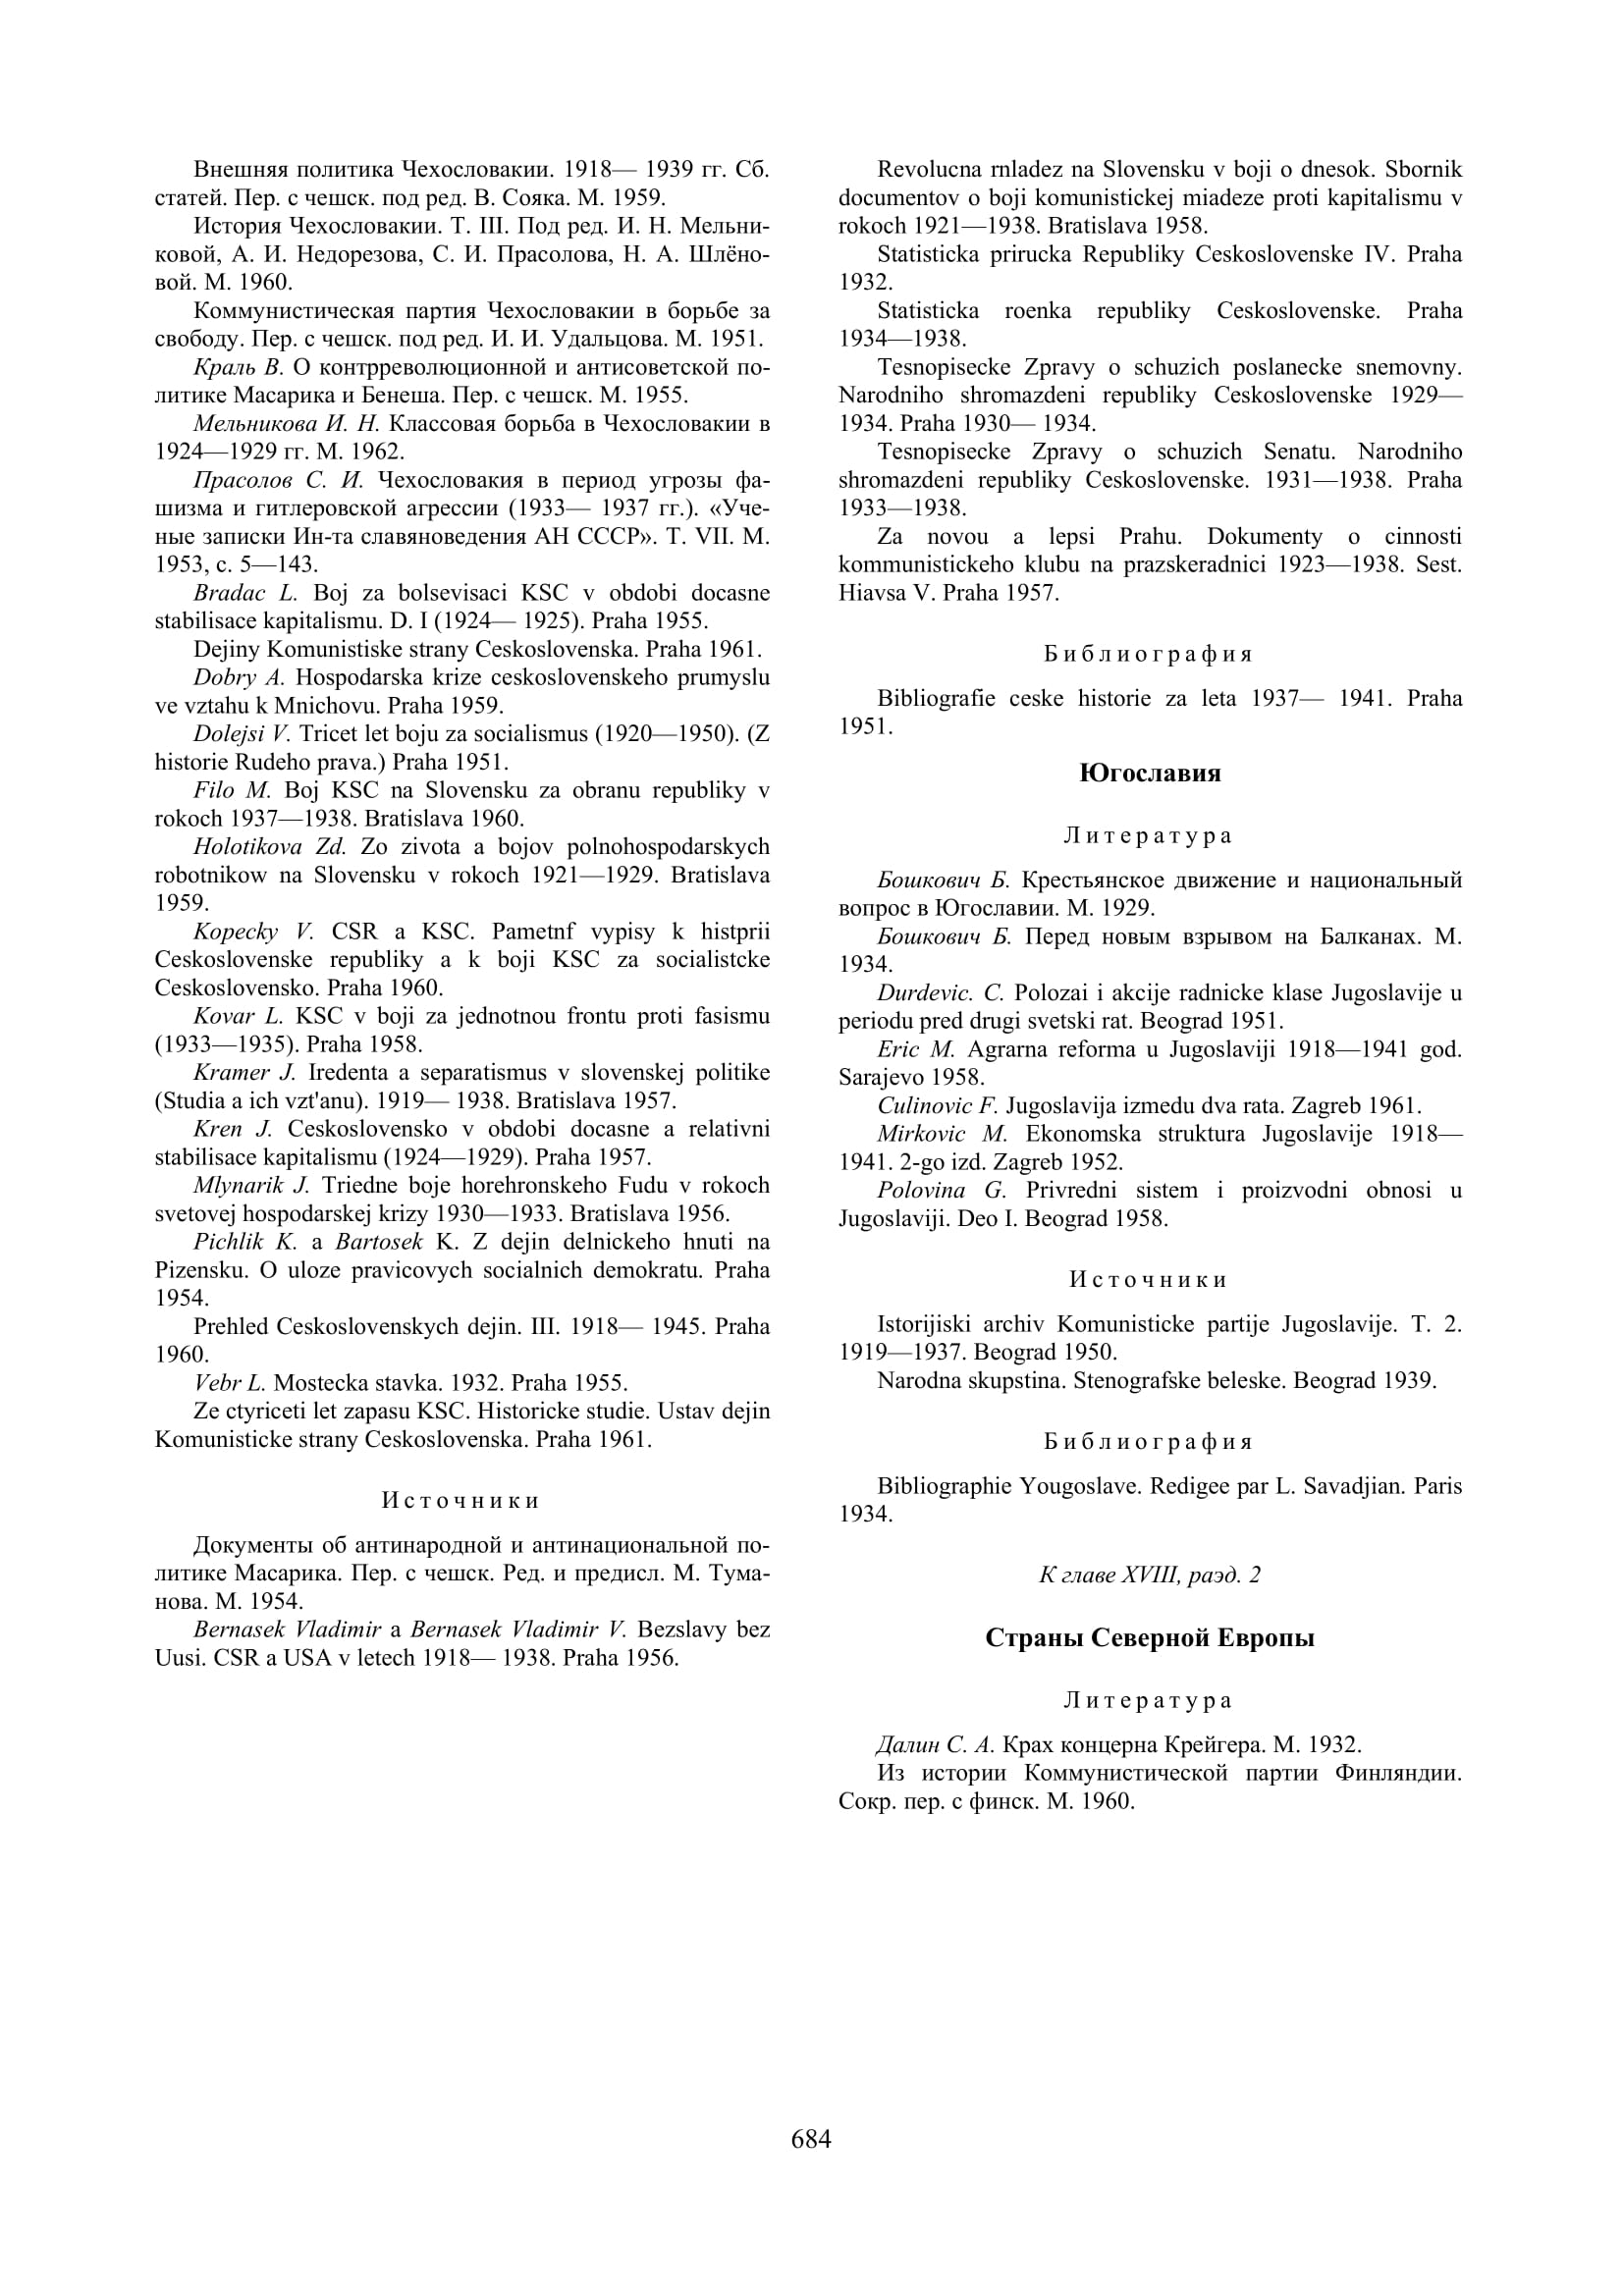 Внешняя политика Чехословакии. 1918— 1939 гг. Сб.
статей. Пер. с чешск. под ред. В. Сояка. М. 1959.
История Чехословакии. Т. III. Под ред. И. Н. Мельни-
ковой, А. И. Недорезова, С. И. Прасолова, Н. А. Шлёно-
вой. М. 1960.
Коммунистическая партия Чехословакии в борьбе за
свободу. Пер. с чешск. под ред. И. И. Удальцова. М. 1951.
Краль В. О контрреволюционной и антисоветской по-
литике Масарика и Бенеша. Пер. с чешск. М. 1955.
Мельникова И. Н. Классовая борьба в Чехословакии в
1924—1929 гг. М. 1962.
Прасолов С. И. Чехословакия в период угрозы фа-
шизма и гитлеровской агрессии (1933— 1937 гг.). «Уче-
ные записки Ин-та славяноведения АН СССР». Т. VII. М.
1953, с. 5—143.
Bradac L. Boj za bolsevisaci KSC v obdobi docasne
stabilisace kapitalismu. D. I (1924— 1925). Praha 1955.
Dejiny Komunistiske strany Ceskoslovenska. Praha 1961.
Dobry A. Hospodarska krize ceskoslovenskeho prumyslu
ve vztahu k Mnichovu. Praha 1959.
Dolejsi V. Tricet let boju za socialismus (1920—1950). (Z
historie Rudeho prava.) Praha 1951.
Filo M. Boj KSC na Slovensku za obranu republiky v
rokoch 1937—1938. Bratislava 1960.
Holotikova Zd. Zo zivota a bojov polnohospodarskych
robotnikow na Slovensku v rokoch 1921—1929. Bratislava
1959.
Kopecky V. CSR a KSC. Pametnf vypisy k histprii
Ceskoslovenske republiky a k boji KSC za socialistcke
Ceskoslovensko. Praha 1960.
Kovar L. KSC v boji za jednotnou frontu proti fasismu
(1933—1935). Praha 1958.
Kramer J. Iredenta a separatismus v slovenskej politike
(Studia a ich vzt'anu). 1919— 1938. Bratislava 1957.
Kren J. Ceskoslovensko v obdobi docasne a relativni
stabilisace kapitalismu (1924—1929). Praha 1957.
Mlynarik J. Triedne boje horehronskeho Fudu v rokoch
svetovej hospodarskej krizy 1930—1933. Bratislava 1956.
Pichlik K. a Bartosek K. Z dejin delnickeho hnuti na
Pizensku. O uloze pravicovych socialnich demokratu. Praha
1954.
Prehled Ceskoslovenskych dejin. III. 1918— 1945. Praha
1960.
Vebr L. Mostecka stavka. 1932. Praha 1955.
Ze ctyriceti let zapasu KSC. Historicke studie. Ustav dejin
Komunisticke strany Ceskoslovenska. Praha 1961.
Источники
Документы об антинародной и антинациональной по-
литике Масарика. Пер. с чешск. Ред. и предисл. М. Тума-
нова. М. 1954.
Bernasek Vladimir a Bernasek Vladimir V. Bezslavy bez
Uusi. CSR a USA v letech 1918— 1938. Praha 1956.
Revolucna rnladez na Slovensku v boji o dnesok. Sbornik
documentov o boji komunistickej miadeze proti kapitalismu v
rokoch 1921—1938. Bratislava 1958.
Statisticka prirucka Republiky Ceskoslovenske IV. Praha
1932.
Statisticka roenka republiky Ceskoslovenske. Praha
1934—1938.
Tesnopisecke Zpravy o schuzich poslanecke snemovny.
Narodniho shromazdeni republiky Ceskoslovenske 1929—
1934. Praha 1930— 1934.
Tesnopisecke Zpravy o schuzich Senatu. Narodniho
shromazdeni republiky Ceskoslovenske. 1931—1938. Praha
1933—1938.
Za novou a lepsi Prahu. Dokumenty o cinnosti
kommunistickeho klubu na prazskeradnici 1923—1938. Sest.
Hiavsa V. Praha 1957.
Библиография
Bibliografie ceske historie za leta 1937— 1941. Praha
1951.
Югославия
Литература
Бошкович Б. Крестьянское движение и национальный
вопрос в Югославии. М. 1929.
Бошкович Б. Перед новым взрывом на Балканах. М.
1934.
Durdevic. C. Polozai i akcije radnicke klase Jugoslavije u
periodu pred drugi svetski rat. Beograd 1951.
Eric M. Agrarna reforma u Jugoslaviji 1918—1941 god.
Sarajevo 1958.
Culinovic F. Jugoslavija izmedu dva rata. Zagreb 1961.
Mirkovic M. Ekonomska struktura Jugoslavije 1918—
1941. 2-go izd. Zagreb 1952.
Polovina G. Privredni sistem i proizvodni obnosi u
Jugoslaviji. Deo I. Beograd 1958.
Источники
Istorijiski archiv Komunisticke partije Jugoslavije. T. 2.
1919—1937. Beograd 1950.
Narodna skupstina. Stenografske beleske. Beograd 1939.
Библиография
Bibliographie Yougoslave. Redigee par L. Savadjian. Paris
1934.
К главе XVIII, раэд. 2
Страны Северной Европы
Литература
Далин С. А. Крах концерна Крейгера. М. 1932.
Из истории Коммунистической партии Финляндии.
Сокр. пер. с финск. М. 1960.
684